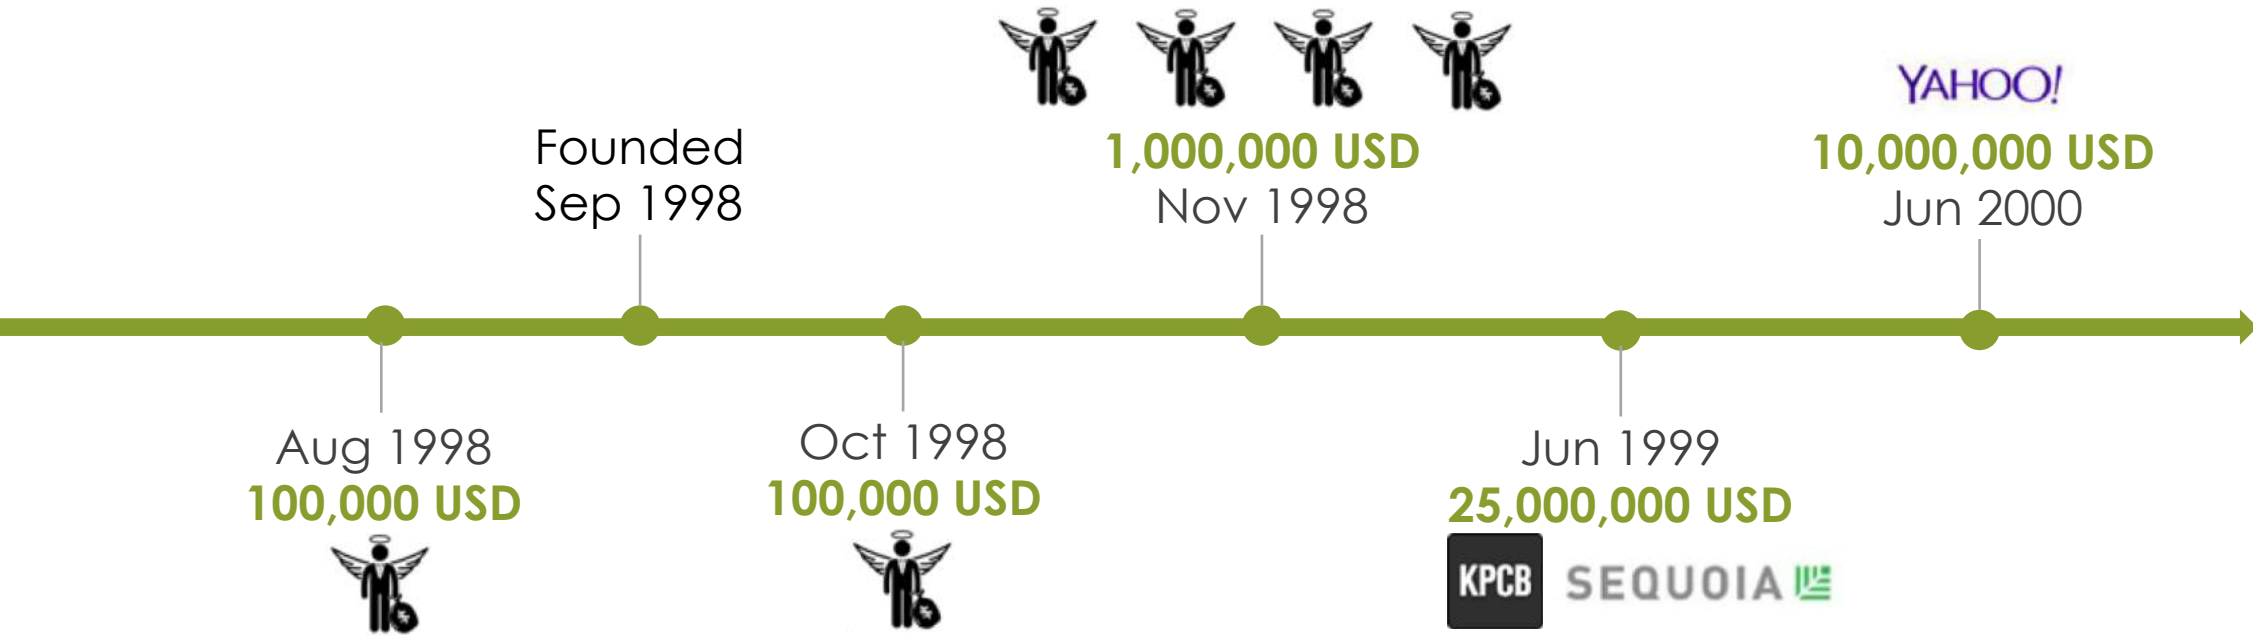 Founded
Sep 1998
1,000,000 USD
Nov 1998
YAHOO!
10,000,000 USD
Jun 2000
Aug 1998
100,000 USD
Oct 1998
100,000 USD
Jun 1999
25,000,000 USD
KPCB SEQUOIA